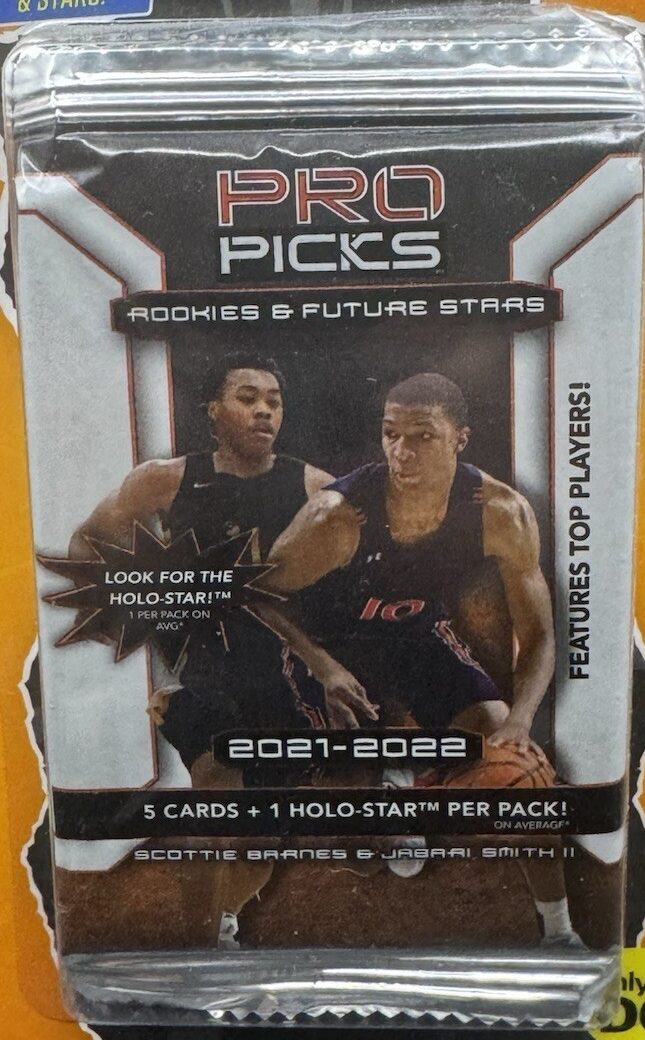 & STARS!
PRO
PICKS
ROOKIES & FUTURE STARS
FEATURES TOP PLAYERS!
LOOK FOR THE
HOLO-STAR!™
1 PER PACK ON
AVG*
10
2021-2022
5 CARDS + 1 HOLO-STAR™ PER PACK!
ON AVERAGE*
SCOTTIE BARNES & JABARI SMITH II